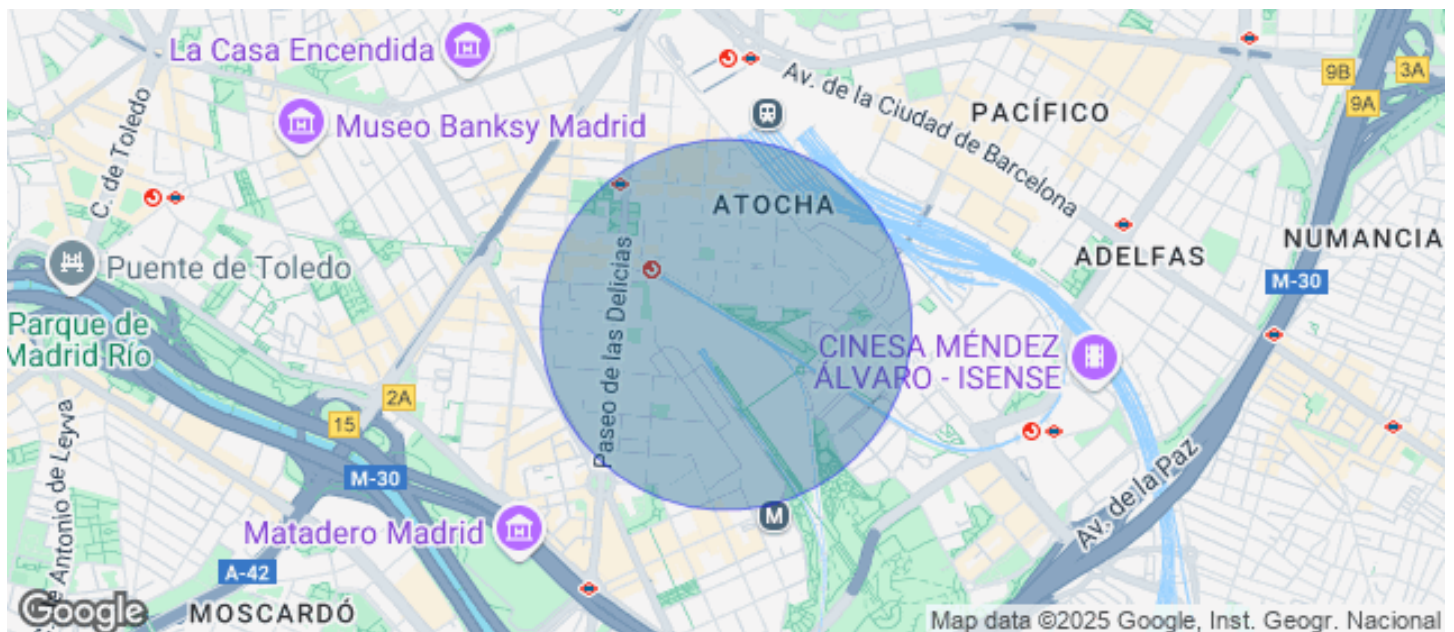 La Casa Encendida
Museo Banksy Madrid
C. de Toledo
Puente de Toledo
Parque de
Madrid Río
Av. de la Ciudad de Barcelona
PACÍFICO
9B
3A
9A
ATOCHA
ADELFAS
NUMANCIA
M-30
Paseo de las Delicias
CINESA MÉNDEZ
ÁLVARO - ISENSE
2A
15
M-30
Antonio de Leyva
Matadero Madrid
M
Av. de la Paz
A-42
MOSCARDÓ
Google
Map data ©2025 Google, Inst. Geogr. Nacional